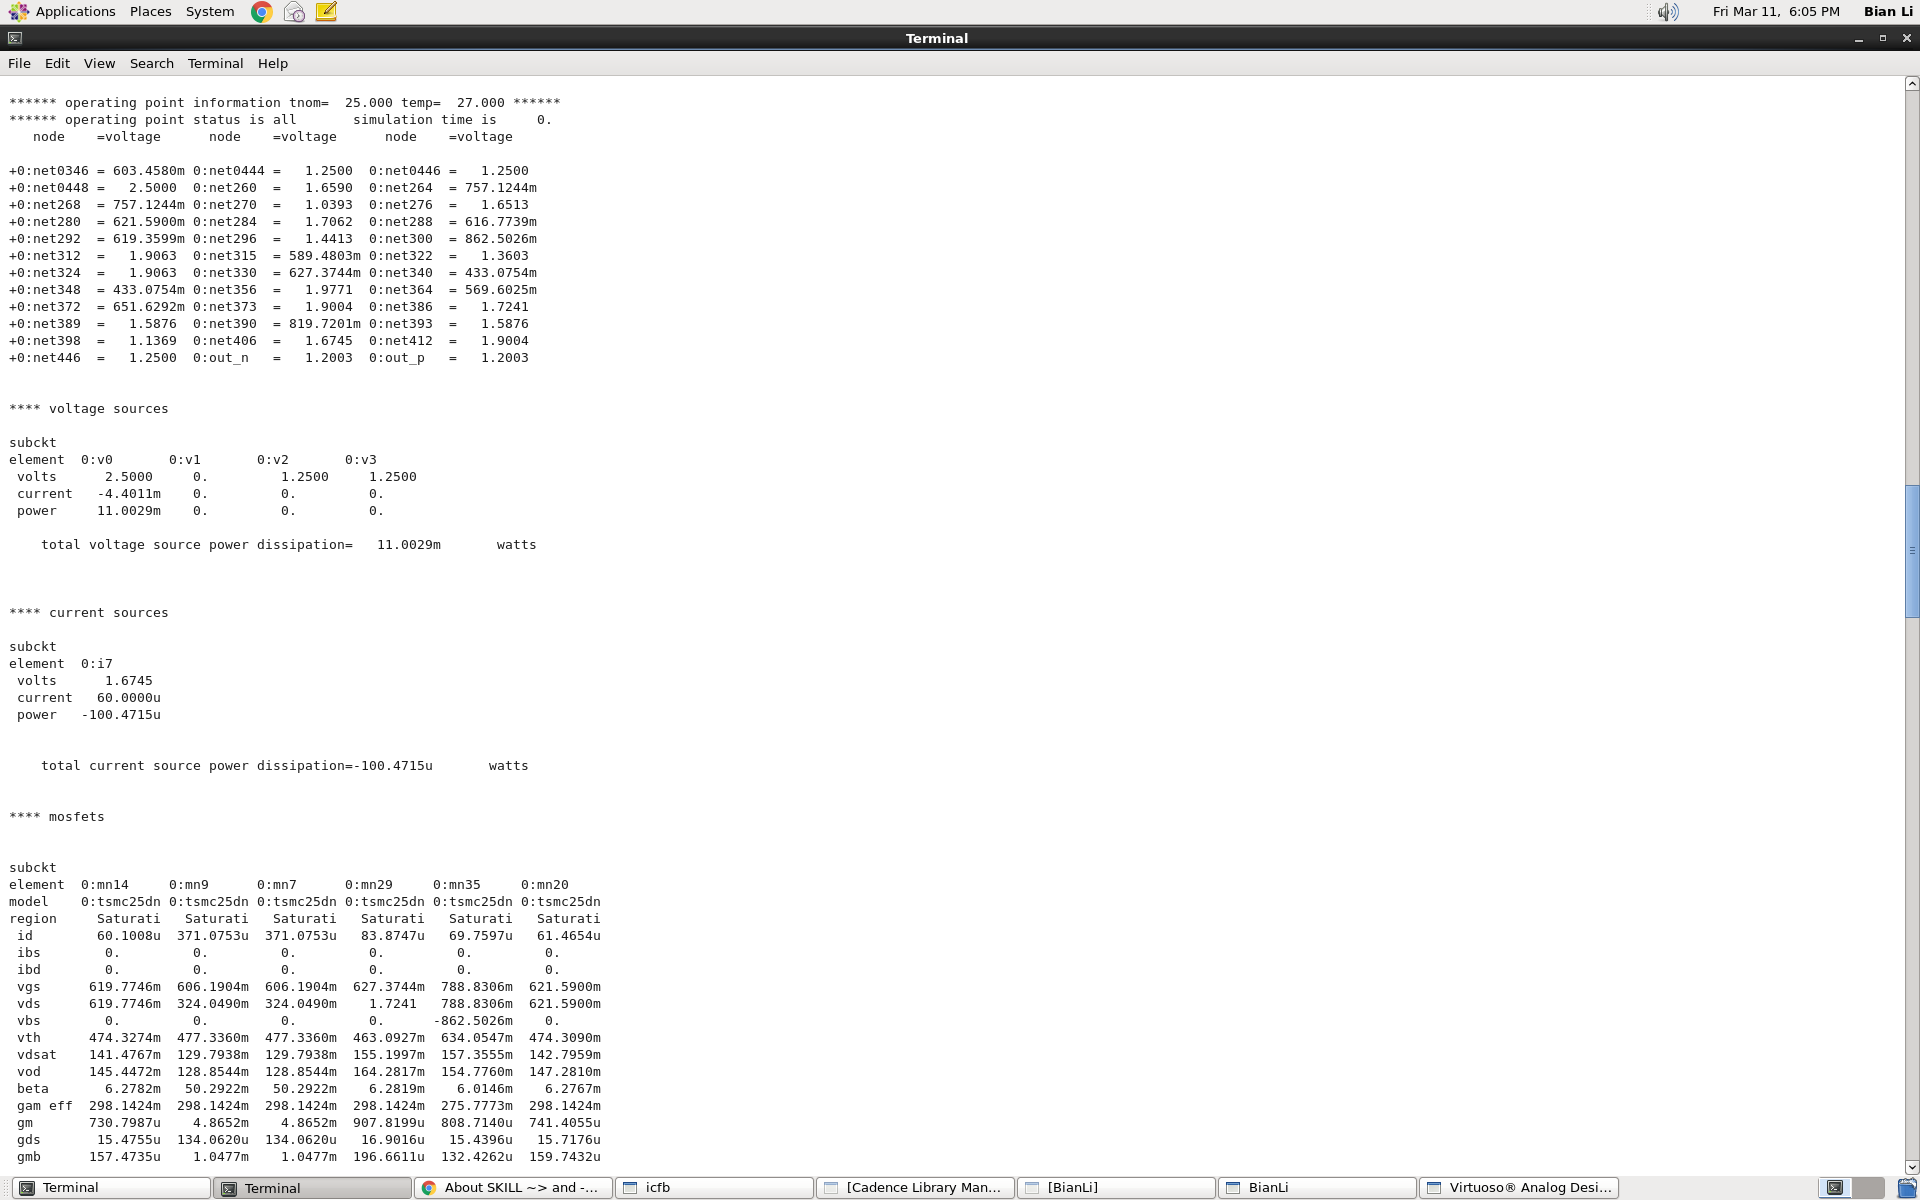 Applications Places System Fri Mar 11, 6:05 PM Bian Li
Terminal
File Edit View Search Terminal Help
****** operating point information tnom=  25.000 temp=  27.000 ******
****** operating point status is all       simulation time is     0.
   node    =voltage      node    =voltage      node    =voltage
+0:net0346 = 603.4580m 0:net0444 =   1.2500  0:net0446 =   1.2500
+0:net0448 =   2.5000  0:net260  =   1.6590  0:net264  = 757.1244m
+0:net268  = 757.1244m 0:net270  =   1.0393  0:net276  =   1.6513
+0:net280  = 621.5900m 0:net284  =   1.7062  0:net288  = 616.7739m
+0:net292  = 619.3599m 0:net296  =   1.4413  0:net300  = 862.5026m
+0:net312  =   1.9063  0:net315  = 589.4803m 0:net322  =   1.3603
+0:net324  =   1.9063  0:net330  = 627.3744m 0:net340  = 433.0754m
+0:net348  = 433.0754m 0:net356  =   1.9771  0:net364  = 569.6025m
+0:net372  = 651.6292m 0:net373  =   1.9004  0:net386  =   1.7241
+0:net389  =   1.5876  0:net390  = 819.7201m 0:net393  =   1.5876
+0:net398  =   1.1369  0:net406  =   1.6745  0:net412  =   1.9004
+0:net446  =   1.2500  0:out_n   =   1.2003  0:out_p   =   1.2003
**** voltage sources
subckt
element  0:v0       0:v1       0:v2       0:v3
 volts      2.5000     0.         1.2500     1.2500
 current   -4.4011m    0.         0.         0.
 power     11.0029m    0.         0.         0.
    total voltage source power dissipation=   11.0029m       watts
**** current sources
subckt
element  0:i7
 volts      1.6745
 current   60.0000u
 power   -100.4715u
    total current source power dissipation=-100.4715u       watts
**** mosfets
subckt
element  0:mn14     0:mn9      0:mn7      0:mn29     0:mn35     0:mn20
model    0:tsmc25dn 0:tsmc25dn 0:tsmc25dn 0:tsmc25dn 0:tsmc25dn 0:tsmc25dn
region     Saturati   Saturati   Saturati   Saturati   Saturati   Saturati
 id        60.1008u  371.0753u  371.0753u   83.8747u   69.7597u   61.4654u
 ibs        0.         0.         0.         0.         0.         0.
 ibd        0.         0.         0.         0.         0.         0.
 vgs      619.7746m  606.1904m  606.1904m  627.3744m  788.8306m  621.5900m
 vds      619.7746m  324.0490m  324.0490m    1.7241   788.8306m  621.5900m
 vbs        0.         0.         0.         0.      -862.5026m    0.
 vth      474.3274m  477.3360m  477.3360m  463.0927m  634.0547m  474.3090m
 vdsat    141.4767m  129.7938m  129.7938m  155.1997m  157.3555m  142.7959m
 vod      145.4472m  128.8544m  128.8544m  164.2817m  154.7760m  147.2810m
 beta       6.2782m   50.2922m   50.2922m    6.2819m    6.0146m    6.2767m
 gam eff  298.1424m  298.1424m  298.1424m  298.1424m  275.7773m  298.1424m
 gm       730.7987u    4.8652m    4.8652m  907.8199u  808.7140u  741.4055u
 gds       15.4755u  134.0620u  134.0620u   16.9016u   15.4396u   15.7176u
 gmb      157.4735u    1.0477m    1.0477m  196.6611u  132.4262u  159.7432u
Terminal Terminal About SKILL ~> and -... icfb [Cadence Library Man... [BianLi] BianLi Virtuoso® Analog Desi...